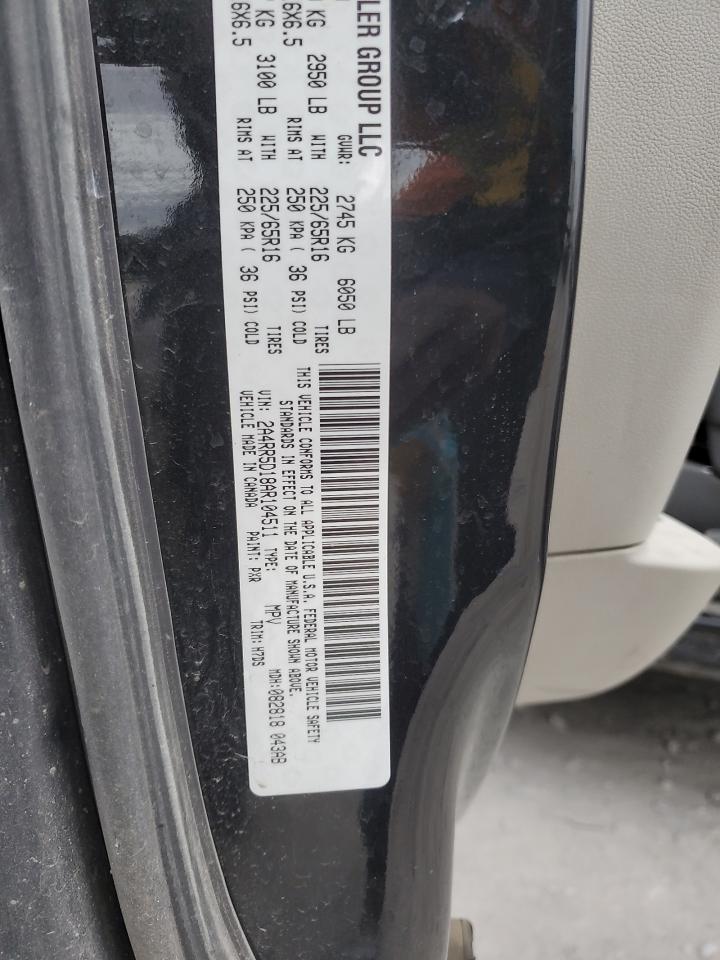 LER GROUP LLC
GVWR: 2745 KG 6050 LB
KG 2950 LB WITH 225/65R16 TIRES
6X6.5 RIMS AT 250 KPA ( 36 PSI) COLD
KG 3100 LB WITH 225/65R16 TIRES
6X6.5 RIMS AT 250 KPA ( 36 PSI) COLD
THIS VEHICLE CONFORMS TO ALL APPLICABLE U.S.A. FEDERAL MOTOR VEHICLE SAFETY
STANDARDS IN EFFECT ON THE DATE OF MANUFACTURE SHOWN ABOVE.
VIN: 2A4RR5D18AR104511 TYPE: MPV MDH:082818 043AB
VEHICLE MADE IN CANADA PAINT: PXR TRIM: H7DS